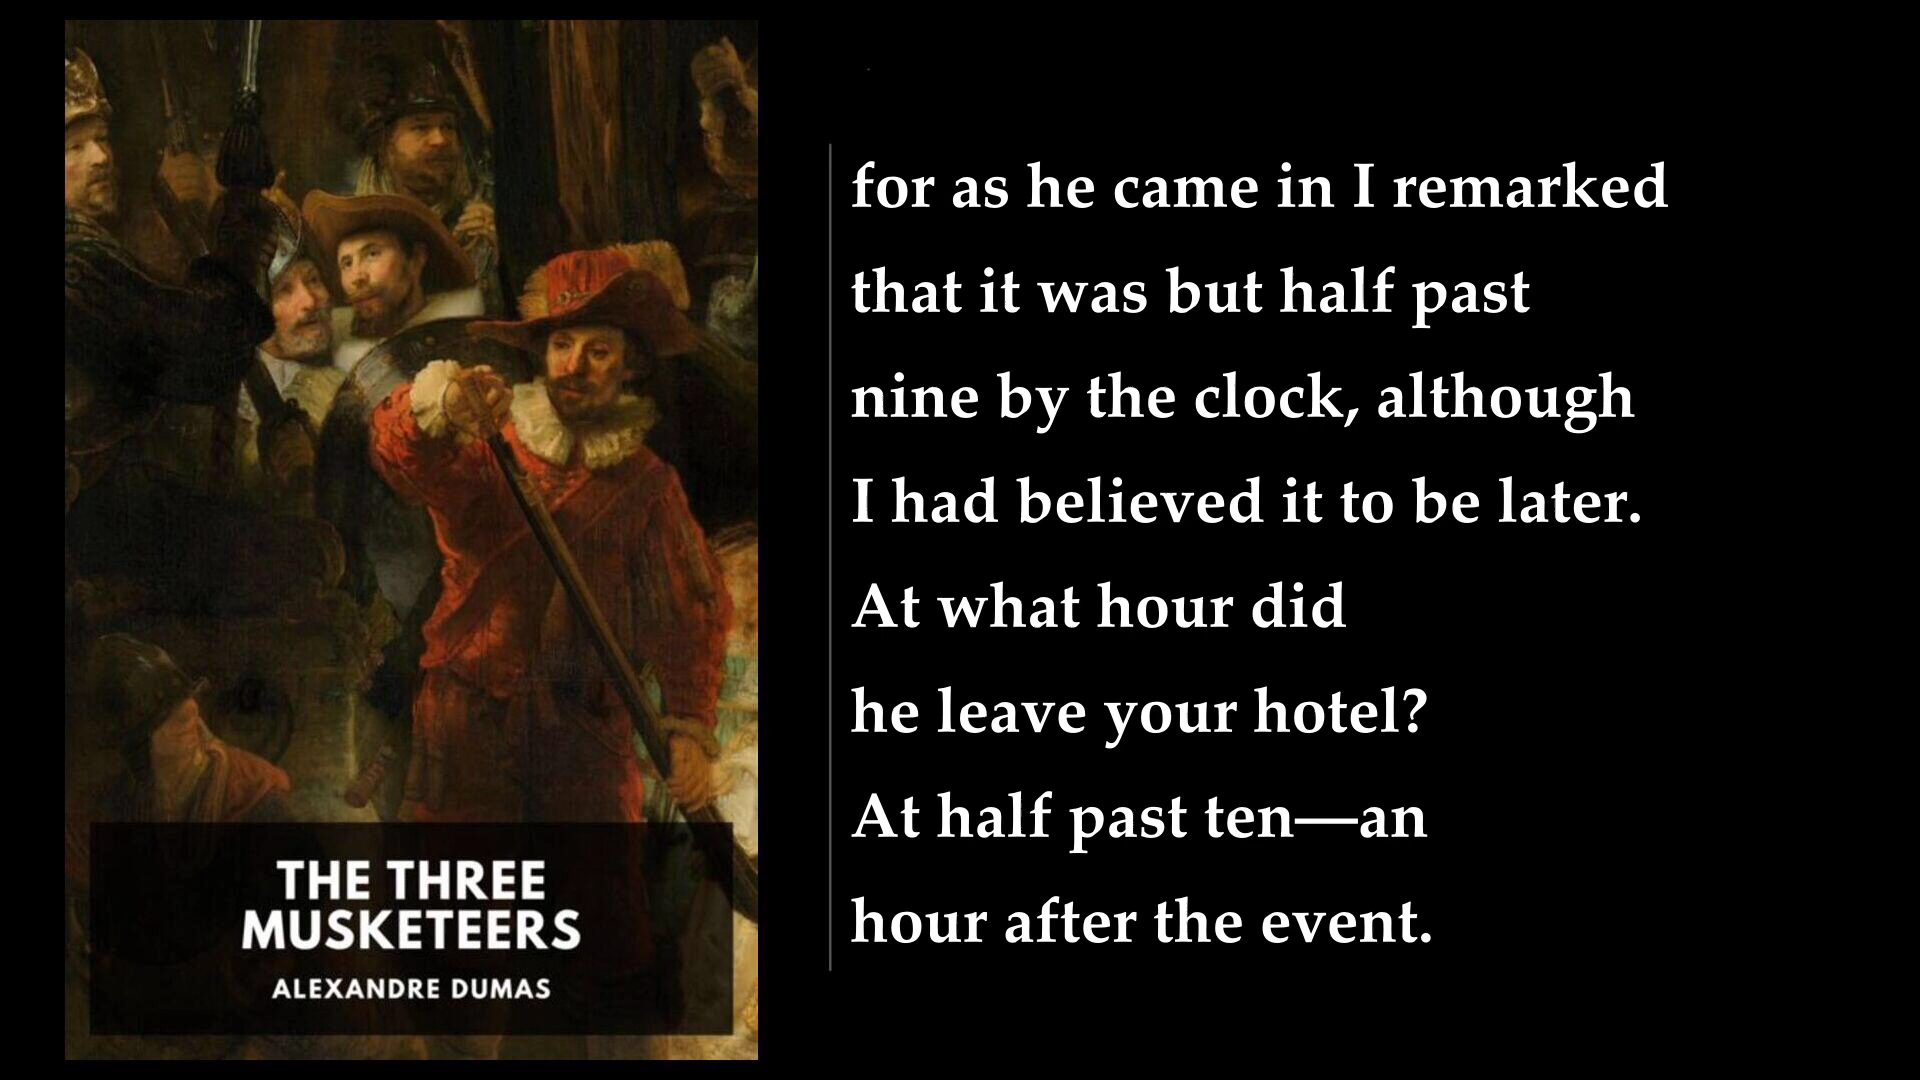 for as he came in I remarked
that it was but half past
nine by the clock, although
I had believed it to be later.
At what hour did
he leave your hotel?
At half past ten—an
hour after the event.
THE THREE
MUSKETEERS
ALEXANDRE DUMAS